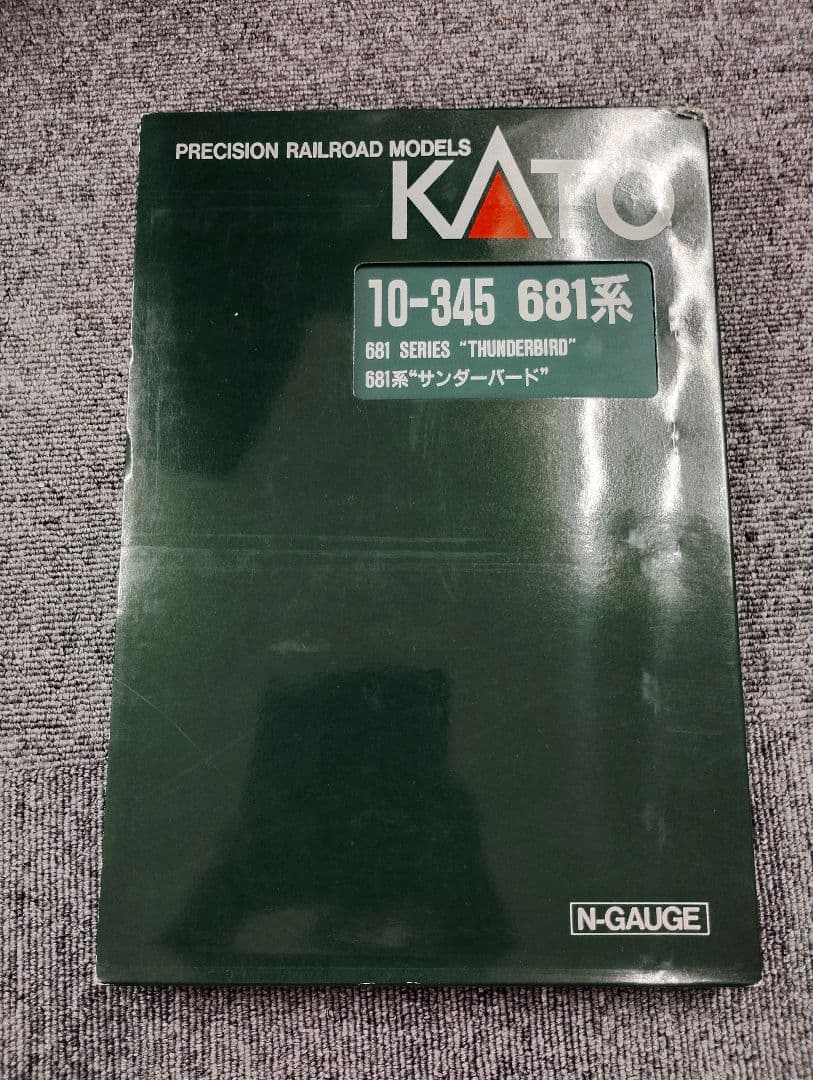 PRECISION RAILROAD MODELS
KATO
10-345 681系
681 SERIES “THUNDERBIRD”
681系“サンダーバード”
N-GAUGE